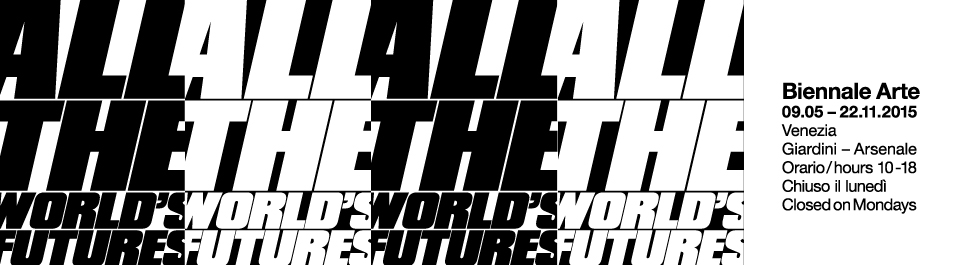 ALL ALL ALL ALL
THE THE THE THE
WORLD'S WORLD'S WORLD'S WORLD'S
FUTURES FUTURES FUTURES FUTURES
Biennale Arte
09.05 – 22.11.2015
Venezia
Giardini – Arsenale
Orario/hours 10-18
Chiuso il lunedì
Closed on Mondays